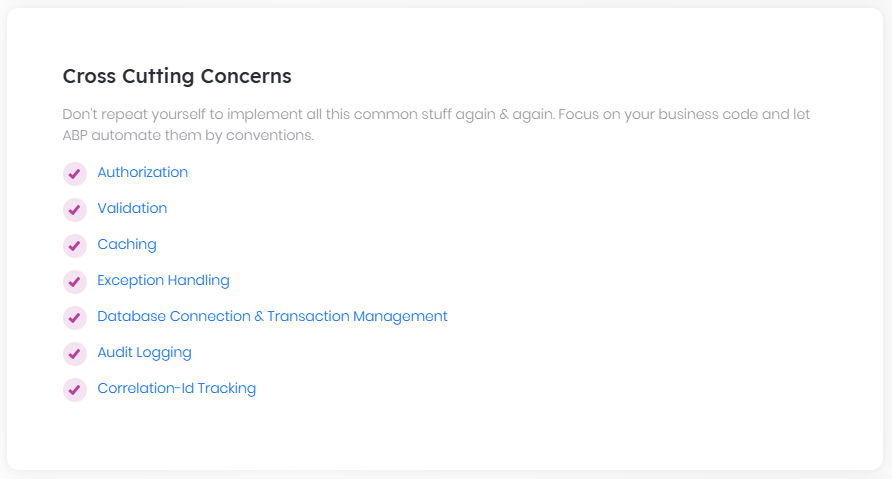 Cross Cutting Concerns
Don't repeat yourself to implement all this common stuff again & again. Focus on your business code and let
ABP automate them by conventions.
Authorization
Validation
Caching
Exception Handling
Database Connection & Transaction Management
Audit Logging
Correlation-Id Tracking